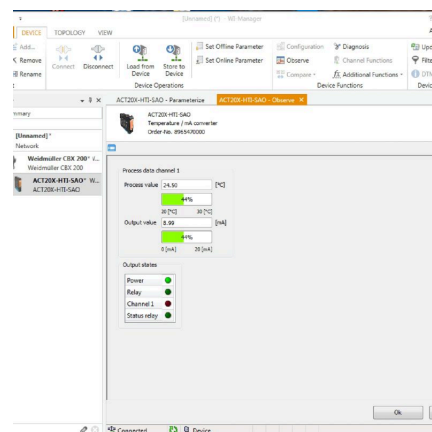 [Unnamed] (*) - WI-Manager
DEVICE TOPOLOGY VIEW
Add...
Remove
Rename
Connect Disconnect
Load from Device
Store to Device
Set Offline Parameter
Set Online Parameter
Device Operations
Configuration
Observe
Compare
Diagnosis
Channel Functions
Additional Functions
Device Functions
ACT20X-HTI-SAO - Parameterize ACT20X-HTI-SAO - Observe ×
[Unnamed]*
Network
Weidmüller CBX 200* W...
Weidmuller CBX 200
ACT20X-HTI-SAO* W...
ACT20X-HTI-SAO
ACT20X-HTI-SAO
Temperature / mA converter
Order-No. 8965470000
Process data channel 1
Process value 24.50 [°C]
44%
20 [°C] 30 [°C]
Output value 8.99 [mA]
44%
0 [mA] 20 [mA]
Output states
Power
Relay
Channel 1
Status relay
Ok
Connected Device